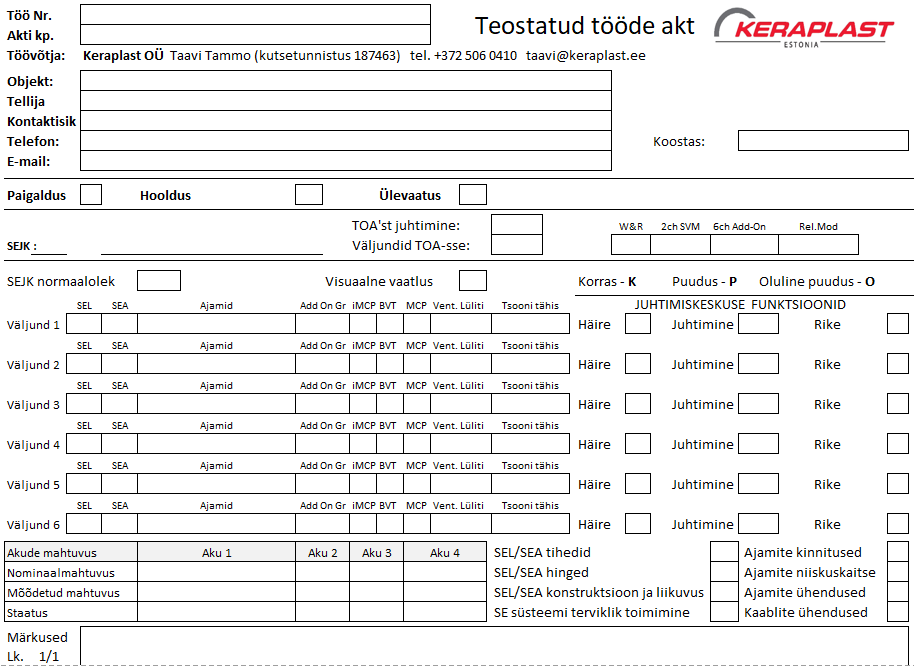 Töö Nr.
Teostatud tööde akt
KERAPLAST
ESTONIA
Akti kp.
Töövõtja: Keraplast OÜ Taavi Tammo (kutsetunnistus 187463) tel. +372 506 0410 taavi@keraplast.ee
Objekt:
Tellija
Kontaktisik
Telefon: Koostas:
E-mail:
Paigaldus Hooldus Ülevaatus
TOA'st juhtimine: W&R 2ch SVM 6ch Add-On Rel.Mod
SEJK : Väljundid TOA-sse:
SEJK normaalolek Visuaalne vaatlus Korras - K Puudus - P Oluline puudus - O
SEL SEA Ajamid Add On Gr iMCP BVT MCP Vent. Lüliti Tsooni tähis JUHTIMISKESKUSE FUNKTSIOONID
Väljund 1 Häire Juhtimine Rike
SEL SEA Ajamid Add On Gr iMCP BVT MCP Vent. Lüliti Tsooni tähis
Väljund 2 Häire Juhtimine Rike
SEL SEA Ajamid Add On Gr iMCP BVT MCP Vent. Lüliti Tsooni tähis
Väljund 3 Häire Juhtimine Rike
SEL SEA Ajamid Add On Gr iMCP BVT MCP Vent. Lüliti Tsooni tähis
Väljund 4 Häire Juhtimine Rike
SEL SEA Ajamid Add On Gr iMCP BVT MCP Vent. Lüliti Tsooni tähis
Väljund 5 Häire Juhtimine Rike
SEL SEA Ajamid Add On Gr iMCP BVT MCP Vent. Lüliti Tsooni tähis
Väljund 6 Häire Juhtimine Rike
Akude mahtuvus Aku 1 Aku 2 Aku 3 Aku 4 SEL/SEA tihedid Ajamite kinnitused
Nominaalmahtuvus SEL/SEA hinged Ajamite niiskuskaitse
Mõõdetud mahtuvus SEL/SEA konstruktsioon ja liikuvus Ajamite ühendused
Staatus SE süsteemi terviklik toimimine Kaablite ühendused
Märkused
Lk. 1/1